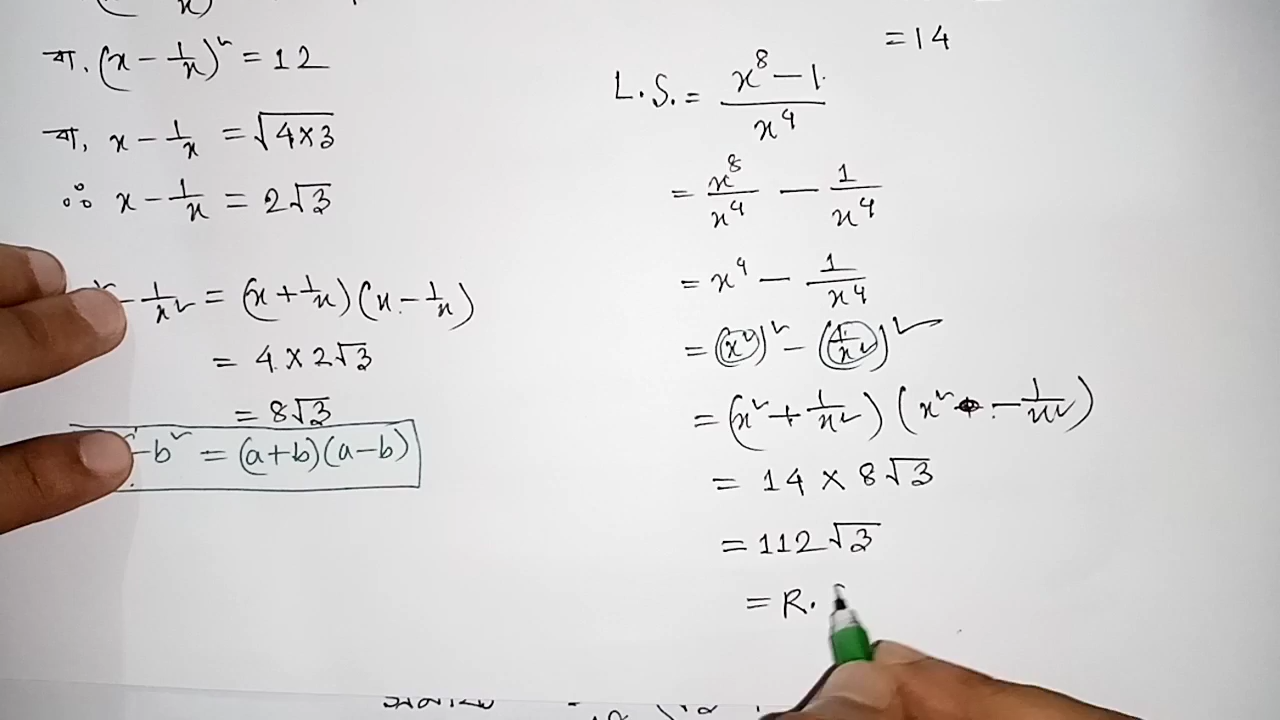 বা, (x - 1/x)² = 12
বা, x - 1/x = √4×3
∴ x - 1/x = 2√3
² - 1/x² = (x + 1/x)(x - 1/x)
= 4 × 2√3
= 8√3
-b² = (a+b)(a-b)
= 14
L.S. = x⁸ - 1 / x⁴
= x⁸/x⁴ - 1/x⁴
= x⁴ - 1/x⁴
= (x²)² - (1/x²)²
= (x² + 1/x²)(x² - 1/x²)
= 14 × 8√3
= 112√3
= R.